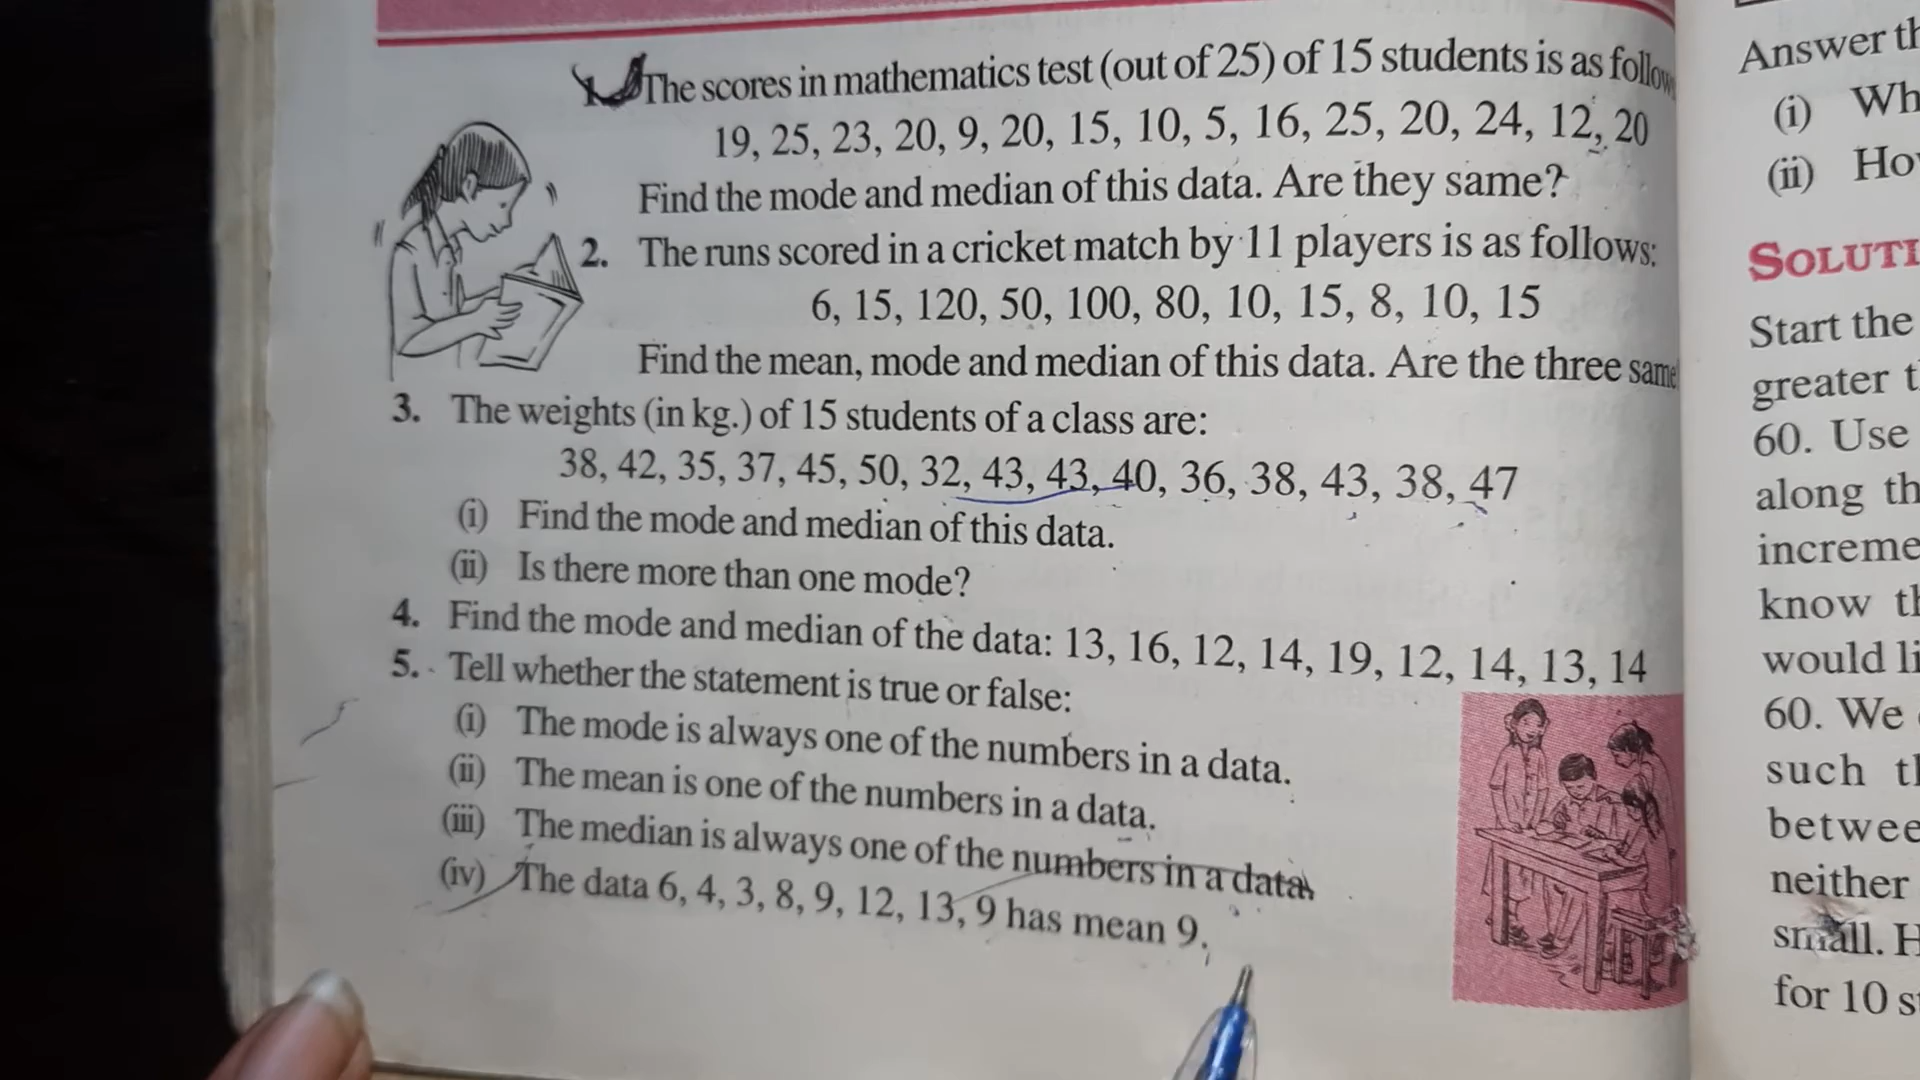 1. The scores in mathematics test (out of 25) of 15 students is as follow
19, 25, 23, 20, 9, 20, 15, 10, 5, 16, 25, 20, 24, 12, 20
Find the mode and median of this data. Are they same?
2. The runs scored in a cricket match by 11 players is as follows:
6, 15, 120, 50, 100, 80, 10, 15, 8, 10, 15
Find the mean, mode and median of this data. Are the three same
3. The weights (in kg.) of 15 students of a class are:
38, 42, 35, 37, 45, 50, 32, 43, 43, 40, 36, 38, 43, 38, 47
(i) Find the mode and median of this data.
(ii) Is there more than one mode?
4. Find the mode and median of the data: 13, 16, 12, 14, 19, 12, 14, 13, 14
5. Tell whether the statement is true or false:
(i) The mode is always one of the numbers in a data.
(ii) The mean is one of the numbers in a data.
(iii) The median is always one of the numbers in a data.
(iv) The data 6, 4, 3, 8, 9, 12, 13, 9 has mean 9.
Answer th
(i) Wh
(ii) Ho
SOLUTI
Start the
greater t
60. Use
along th
increme
know th
would li
60. We
such th
betwee
neither
small. H
for 10 s